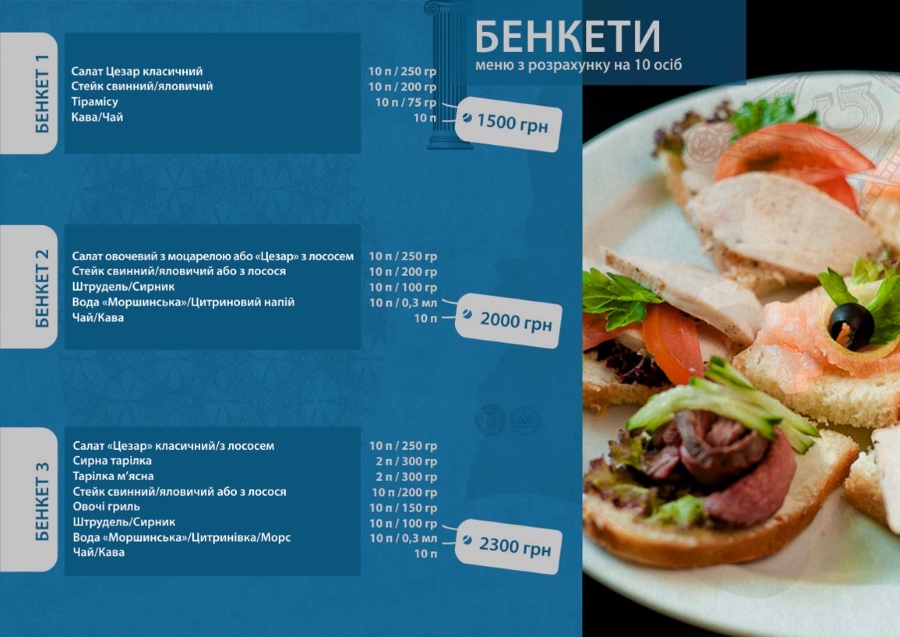 БЕНКЕТИ
меню з розрахунку на 10 осіб
БЕНКЕТ 1
Салат Цезар класичний 10 п / 250 гр
Стейк свинний/яловичий 10 п / 200 гр
Тірамісу 10 п / 75 гр
Кава/Чай 10 п
1500 грн
БЕНКЕТ 2
Салат овочевий з моцарелою або «Цезар» з лососем 10 п / 250 гр
Стейк свинний/яловичий або з лосося 10 п / 200 гр
Штрудель/Сирник 10 п / 100 гр
Вода «Моршинська»/Цитриновий напій 10 п / 0,3 мл
Чай/Кава 10 п
2000 грн
БЕНКЕТ 3
Салат «Цезар» класичний/з лососем 10 п / 250 гр
Сирна тарілка 2 п / 300 гр
Тарілка м’ясна 2 п / 300 гр
Стейк свинний/яловичий або з лосося 10 п /200 гр
Овочі гриль 10 п / 150 гр
Штрудель/Сирник 10 п / 100 гр
Вода «Моршинська»/Цитринівка/Морс 10 п / 0,3 мл
Чай/Кава 10 п
2300 грн